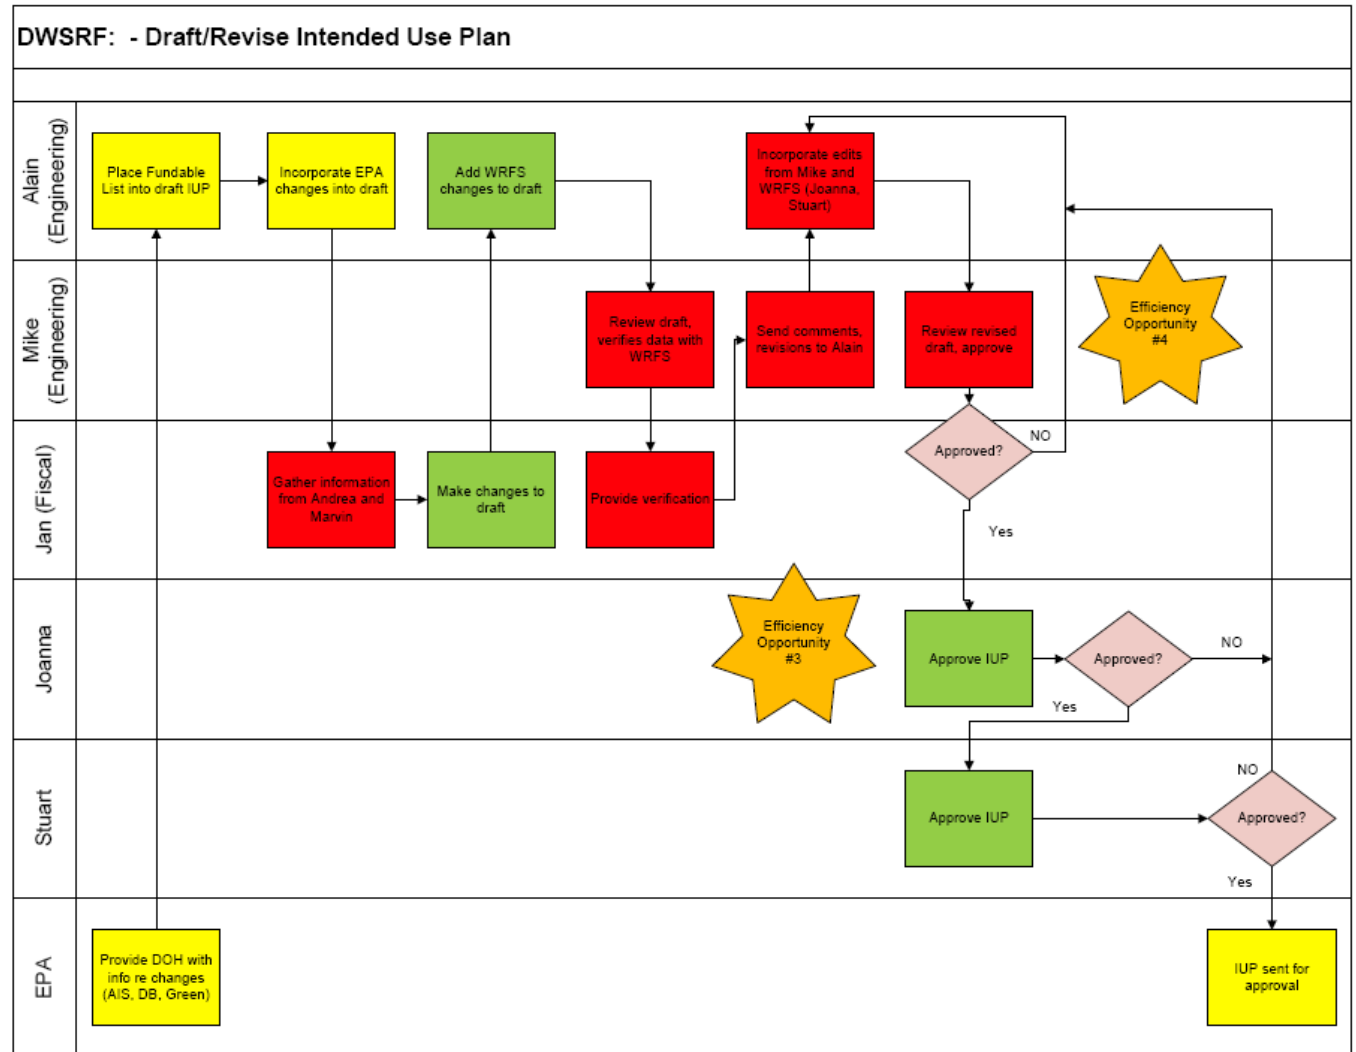 DWSRF:  - Draft/Revise Intended Use Plan
Alain
(Engineering)
Place Fundable
List into draft IUP
Incorporate EPA
changes into draft
Add WRFS
changes to draft
Incorporate edits
from Mike and
WRFS (Joanna,
Stuart)
Mike
(Engineering)
Review draft,
verifies data with
WRFS
Send comments,
revisions to Alain
Review revised
draft, approve
Efficiency
Opportunity
#4
Jan (Fiscal)
Gather information
from Andrea and
Marvin
Make changes to
draft
Provide verification
Approved?
NO
Yes
Joanna
Efficiency
Opportunity
#3
Approve IUP
Approved?
NO
Yes
Stuart
Approve IUP
NO
Approved?
Yes
EPA
Provide DOH with
info re changes
(AIS, DB, Green)
IUP sent for
approval